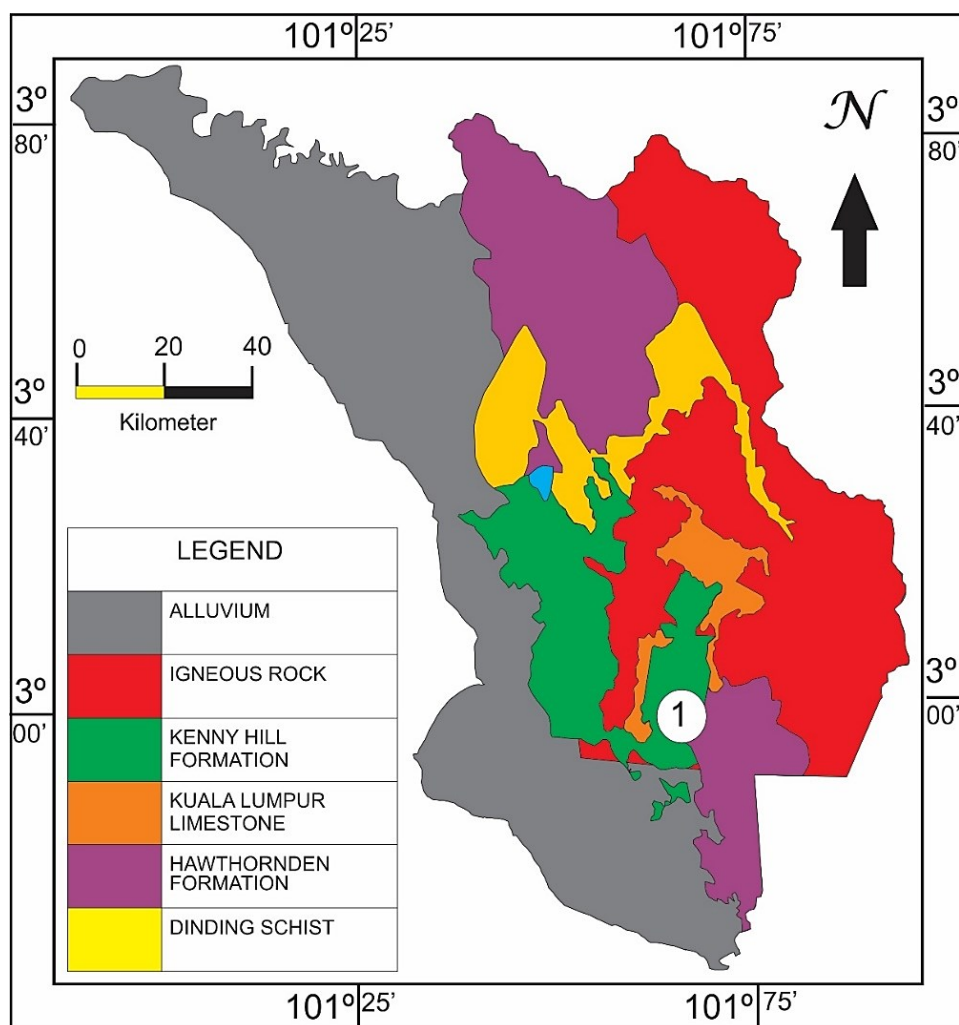 101º25' 101º75'
3º
80'
N
3º
80'
0 20 40
Kilometer
3º
40'
3º
40'
LEGEND
ALLUVIUM
IGNEOUS ROCK
KENNY HILL
FORMATION
KUALA LUMPUR
LIMESTONE
HAWTHORNDEN
FORMATION
DINDING SCHIST
3º
00'
1
3º
00'
101º25' 101º75'